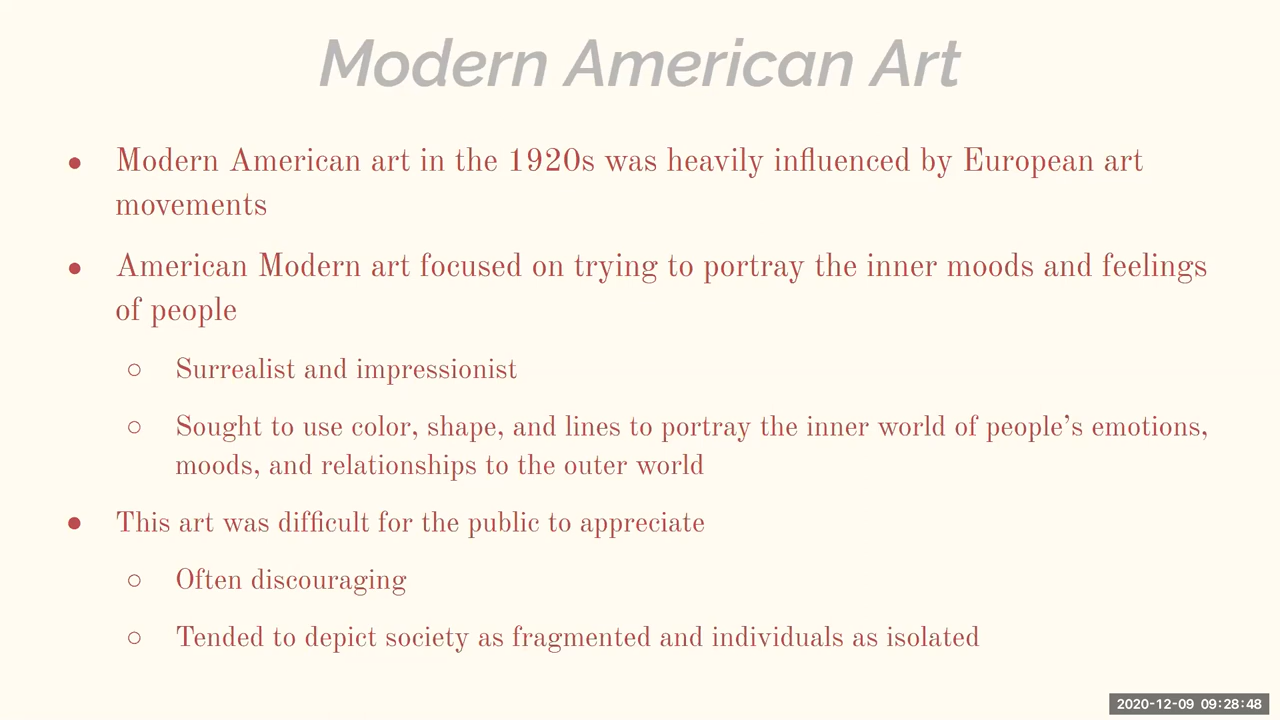 Modern American Art
● Modern American art in the 1920s was heavily influenced by European art
movements
● American Modern art focused on trying to portray the inner moods and feelings
of people
○ Surrealist and impressionist
○ Sought to use color, shape, and lines to portray the inner world of people’s emotions,
moods, and relationships to the outer world
● This art was difficult for the public to appreciate
○ Often discouraging
○ Tended to depict society as fragmented and individuals as isolated
2020-12-09 09:28:48